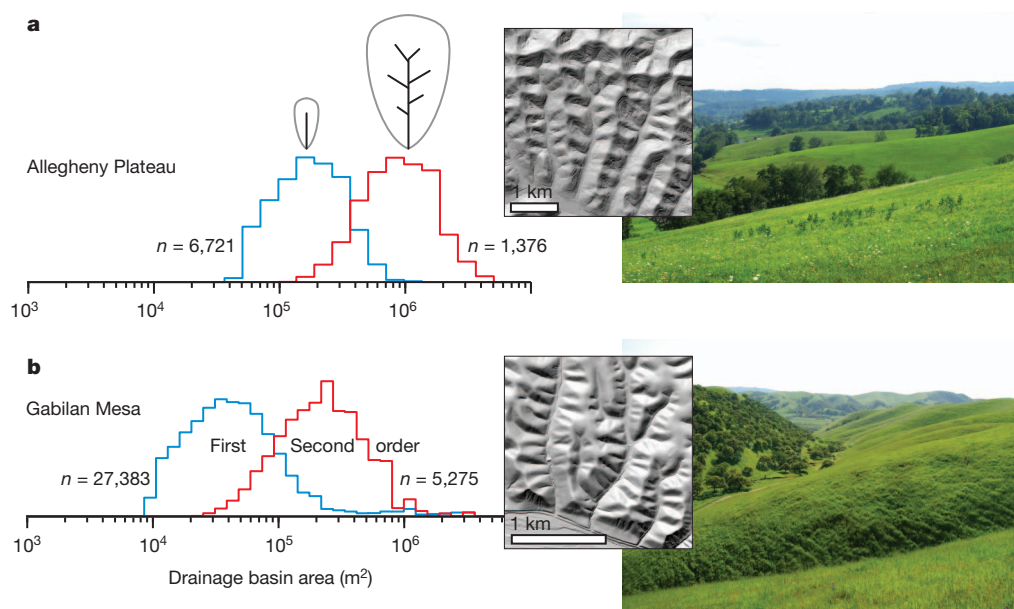 a
Allegheny Plateau
n = 6,721
n = 1,376
1 km
10³ 10⁴ 10⁵ 10⁶
b
Gabilan Mesa
First Second order
n = 27,383
n = 5,275
1 km
10³ 10⁴ 10⁵ 10⁶
Drainage basin area (m²)